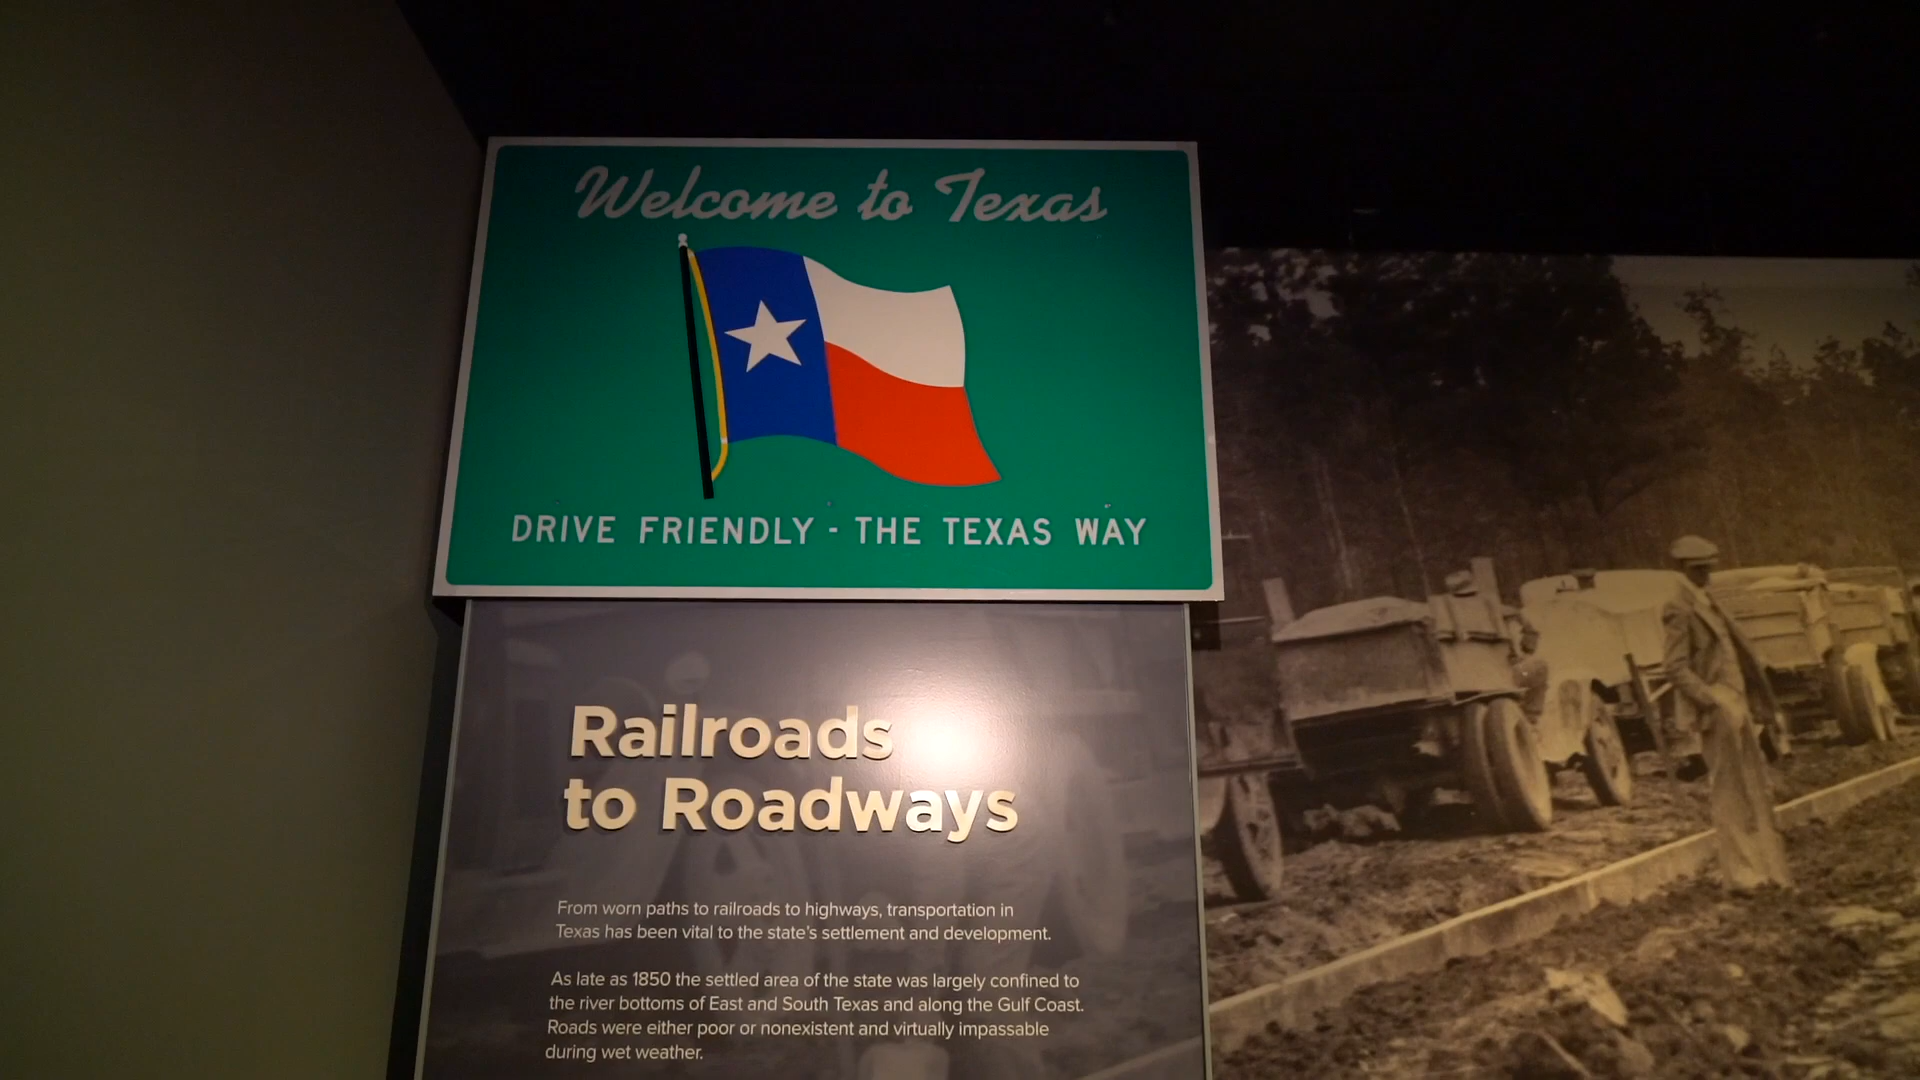 Welcome to Texas
DRIVE FRIENDLY - THE TEXAS WAY
Railroads
to Roadways
From worn paths to railroads to highways, transportation in
Texas has been vital to the state's settlement and development.
As late as 1850 the settled area of the state was largely confined to
the river bottoms of East and South Texas and along the Gulf Coast.
Roads were either poor or nonexistent and virtually impassable
during wet weather.